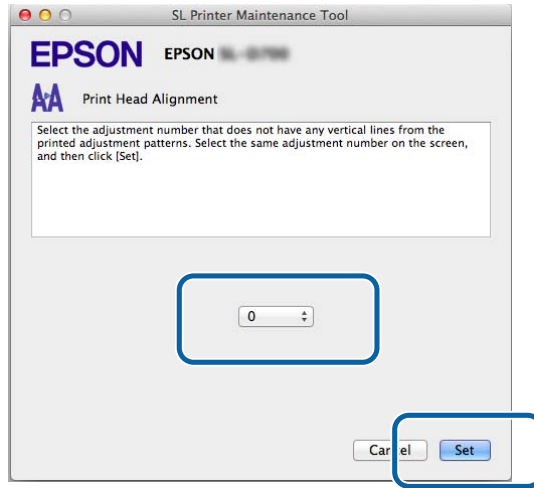 SL Printer Maintenance Tool
EPSON EPSON
Print Head Alignment
Select the adjustment number that does not have any vertical lines from the
printed adjustment patterns. Select the same adjustment number on the screen,
and then click [Set].
0
Cancel Set